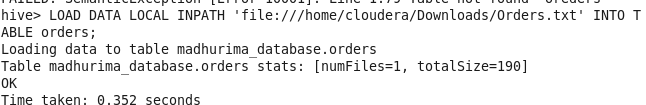 FAILED: SemanticException [Error 10001]: Line 1:79 Table not found 'orders'
hive> LOAD DATA LOCAL INPATH 'file:///home/cloudera/Downloads/Orders.txt' INTO T
ABLE orders;
Loading data to table madhurima_database.orders
Table madhurima_database.orders stats: [numFiles=1, totalSize=190]
OK
Time taken: 0.352 seconds